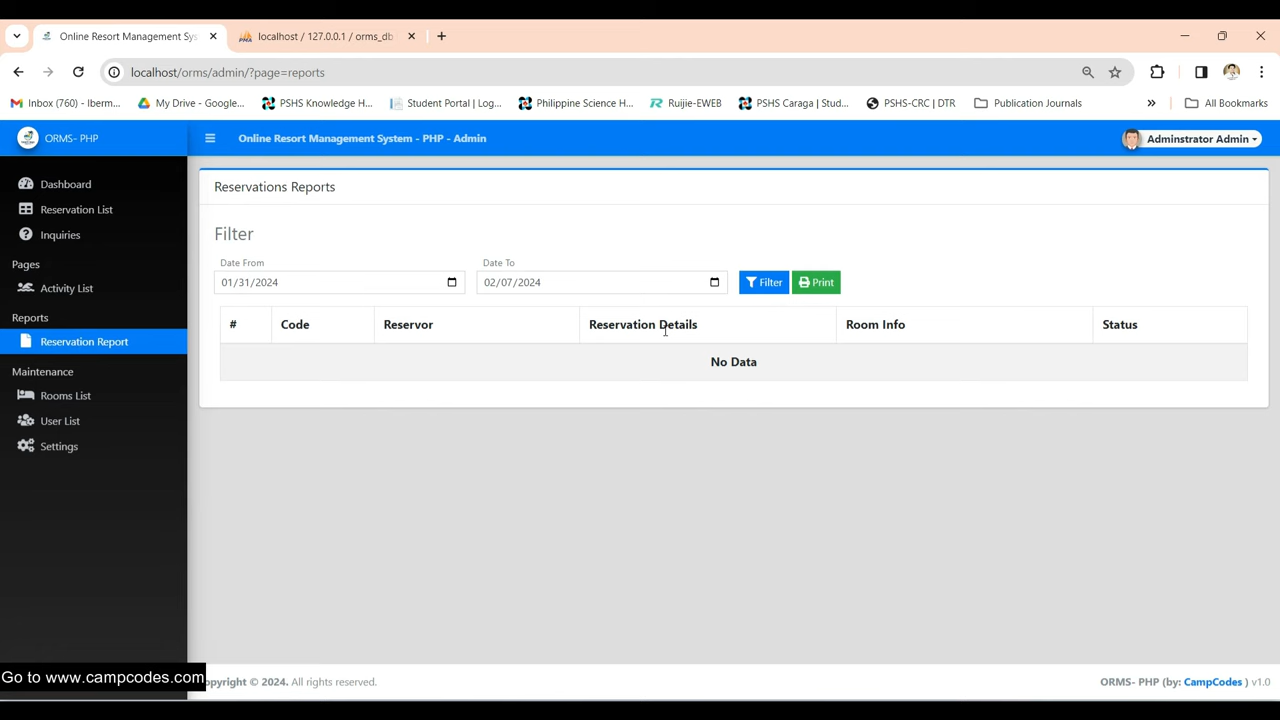 Online Resort Management Sys
localhost / 127.0.0.1 / orms_db
localhost/orms/admin/?page=reports
Inbox (760) - Iberm...
My Drive - Google...
PSHS Knowledge H...
Student Portal | Log...
Philippine Science H...
Ruijie-EWEB
PSHS Caraga | Stud...
PSHS-CRC | DTR
Publication Journals
»
All Bookmarks
ORMS- PHP
Online Resort Management System - PHP - Admin
Adminstrator Admin
Dashboard
Reservation List
Inquiries
Pages
Activity List
Reports
Reservation Report
Maintenance
Rooms List
User List
Settings
Reservations Reports
Filter
Date From
Date To
01/31/2024
02/07/2024
Filter
Print
# Code Reservor Reservation Details Room Info Status
No Data
Go to www.campcodes.com
opyright © 2024. All rights reserved.
ORMS- PHP (by: CampCodes ) v1.0